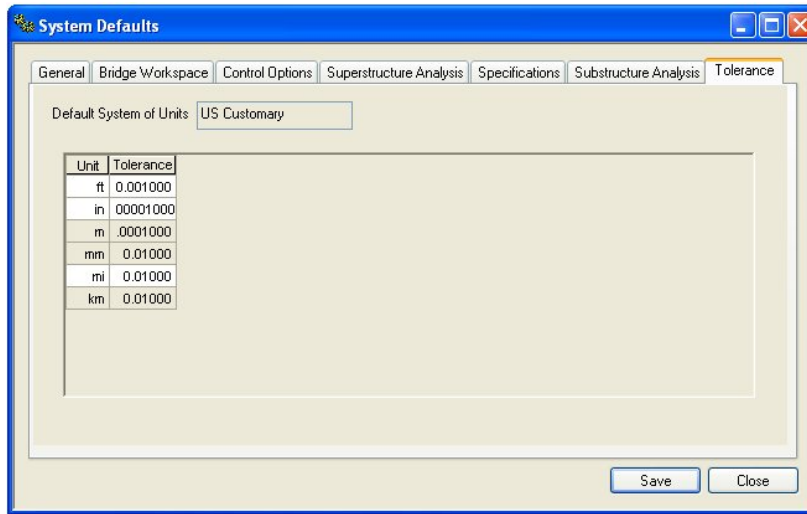 System Defaults
General Bridge Workspace Control Options Superstructure Analysis Specifications Substructure Analysis Tolerance
Default System of Units US Customary
Unit Tolerance
ft 0.001000
in 00001000
m .0001000
mm 0.01000
mi 0.01000
km 0.01000
Save Close